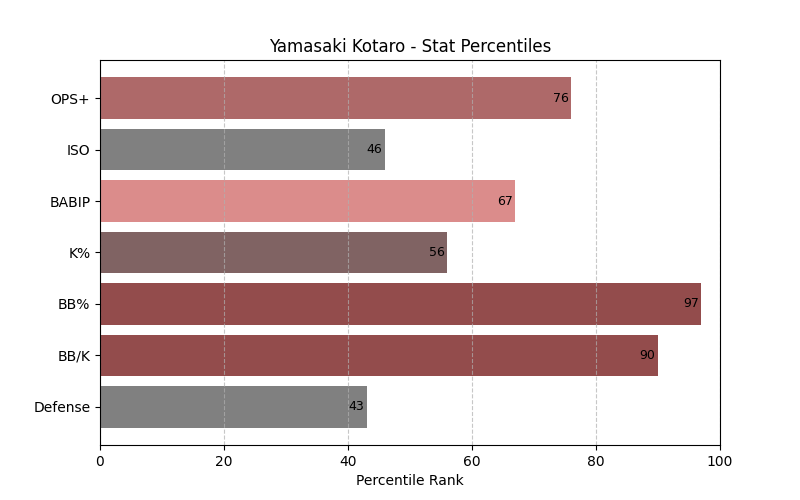 Yamasaki Kotaro - Stat Percentiles
OPS+
76
ISO
46
BABIP
67
K%
56
BB%
97
BB/K
90
Defense
43
0 20 40 60 80 100
Percentile Rank